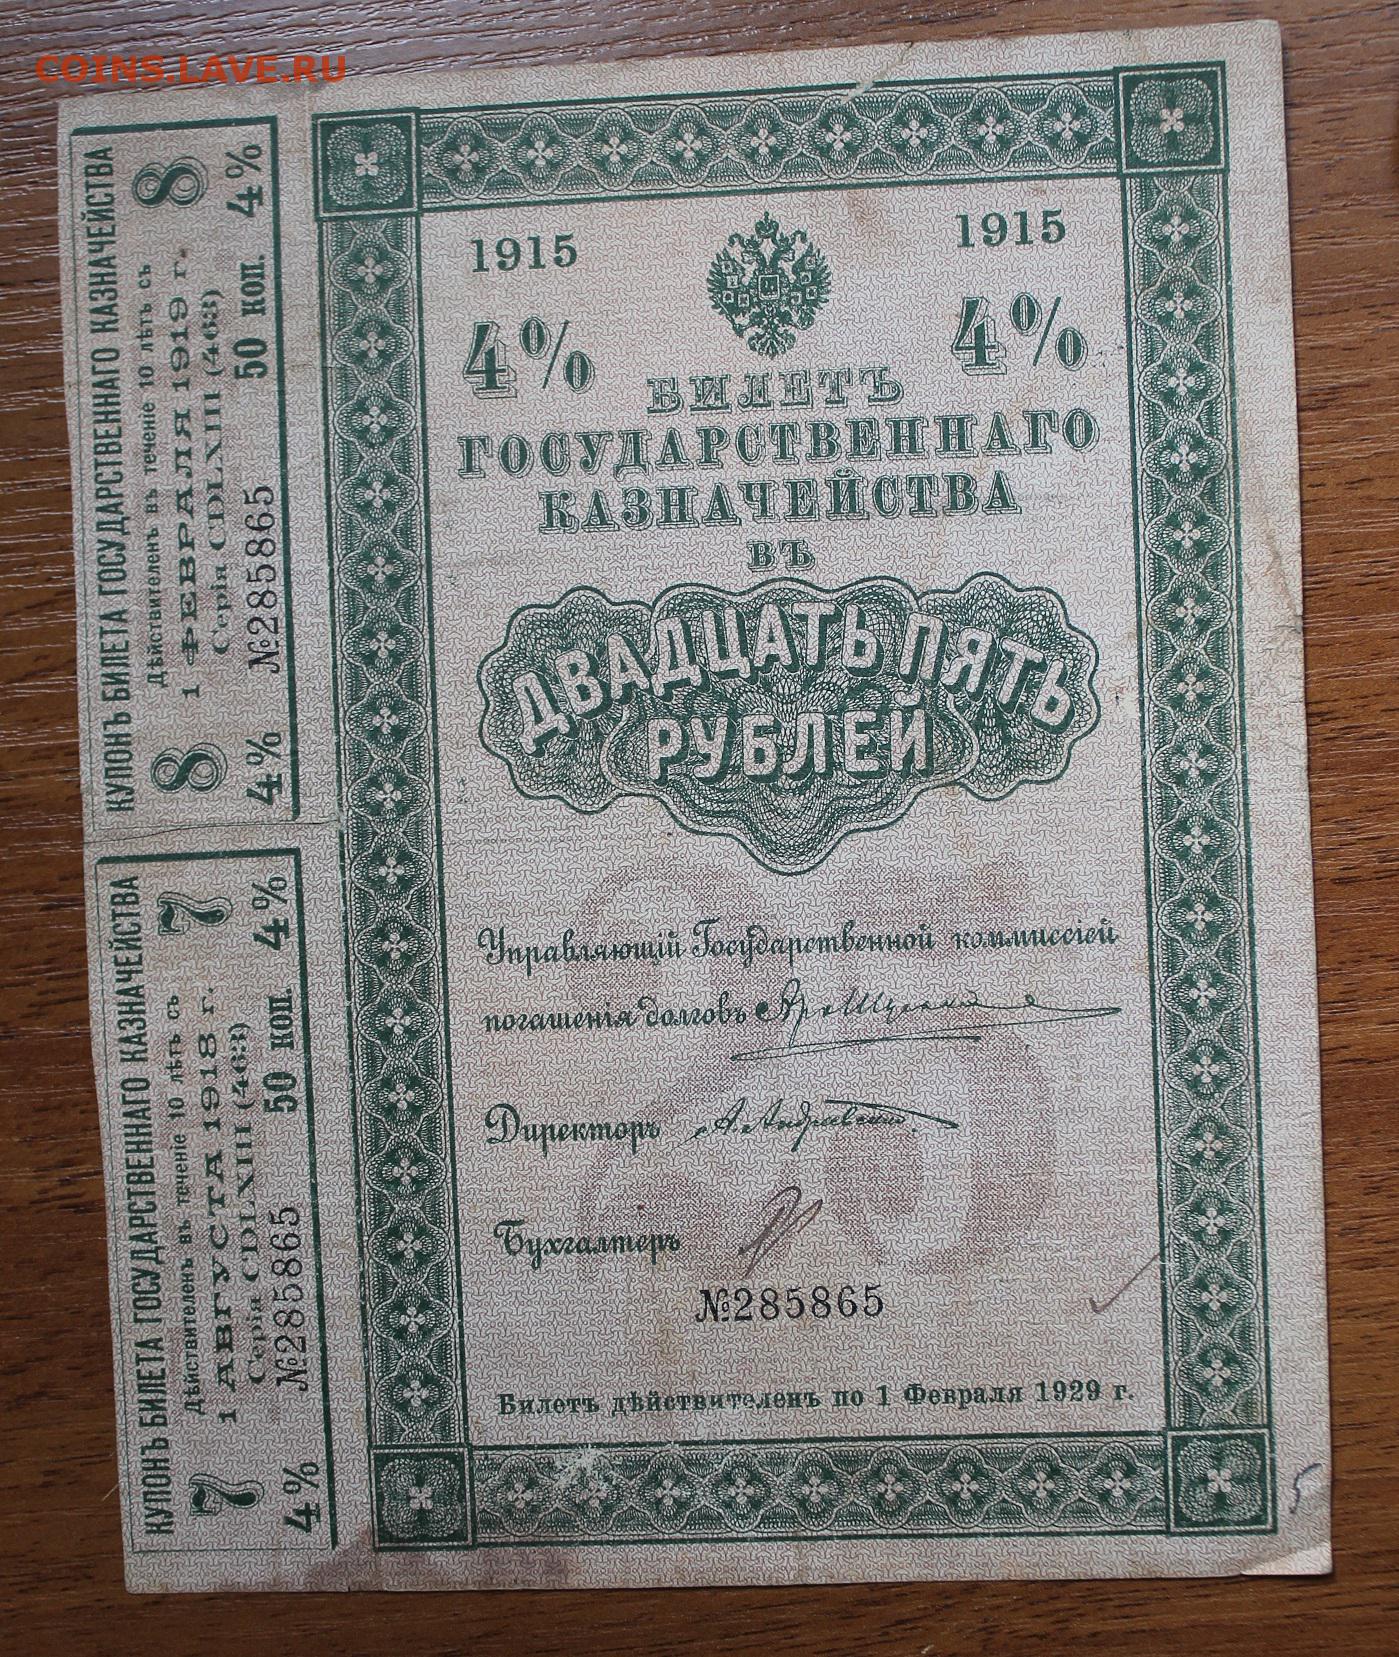 COINS.LAVE.RU
1915
1915
4%
4%
БИЛЕТЪ
ГОСУДАРСТВЕННАГО
КАЗНАЧЕЙСТВА
ВЪ
ДВАДЦАТЬ ПЯТЬ
РУБЛЕЙ
Управляющій Государственной коммиссіей
погашенія долговъ
Директоръ
Бухгалтеръ
№285865
Билетъ дѣйствителенъ по 1 Февраля 1929 г.
5
КУПОНЪ БИЛЕТА ГОСУДАРСТВЕННАГО КАЗНАЧЕЙСТВА
8
Дѣйствителенъ въ теченіе 10 лѣтъ съ
8
1 ФЕВРАЛЯ 1919 г.
Серія CDLXIII (463)
4% №285865 50 коп. 4%
КУПОНЪ БИЛЕТА ГОСУДАРСТВЕННАГО КАЗНАЧЕЙСТВА
7
Дѣйствителенъ въ теченіе 10 лѣтъ съ
7
1 АВГУСТА 1918 г.
Серія CDLXIII (463)
4% №285865 50 коп. 4%